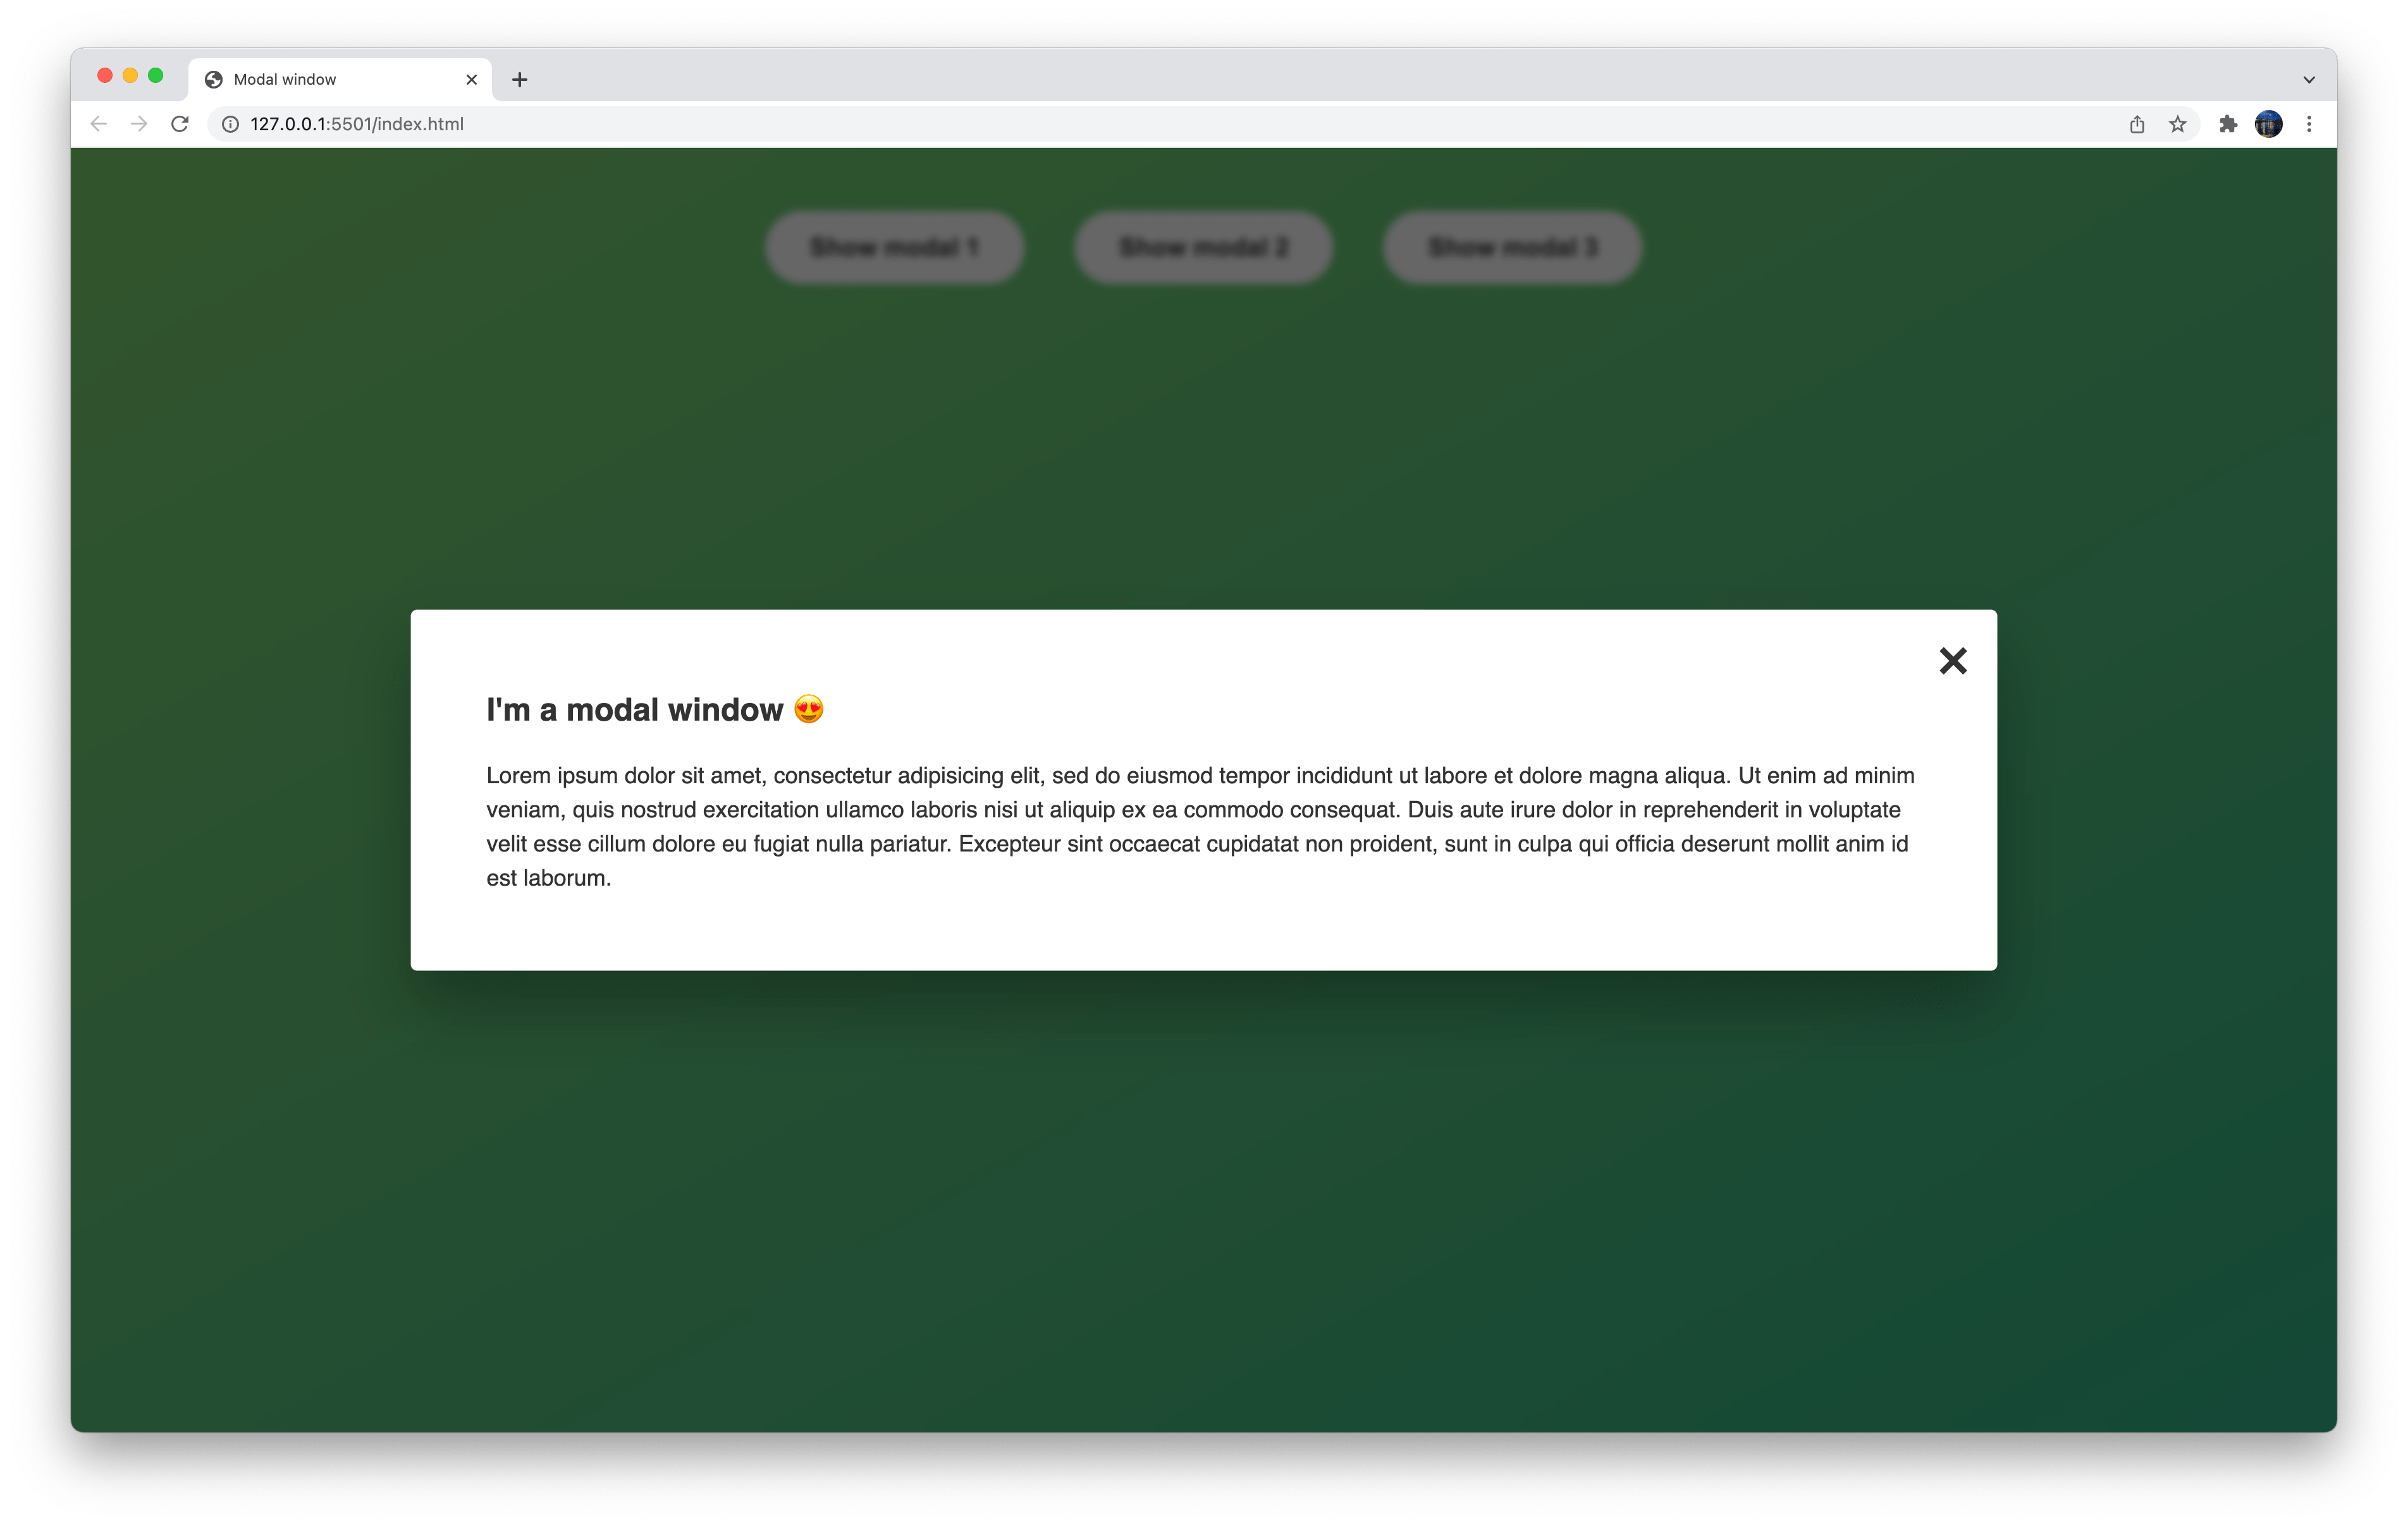 Modal window
127.0.0.1:5501/index.html
Show modal 1 Show modal 2 Show modal 3
I'm a modal window 😍
Lorem ipsum dolor sit amet, consectetur adipisicing elit, sed do eiusmod tempor incididunt ut labore et dolore magna aliqua. Ut enim ad minim
veniam, quis nostrud exercitation ullamco laboris nisi ut aliquip ex ea commodo consequat. Duis aute irure dolor in reprehenderit in voluptate
velit esse cillum dolore eu fugiat nulla pariatur. Excepteur sint occaecat cupidatat non proident, sunt in culpa qui officia deserunt mollit anim id
est laborum.